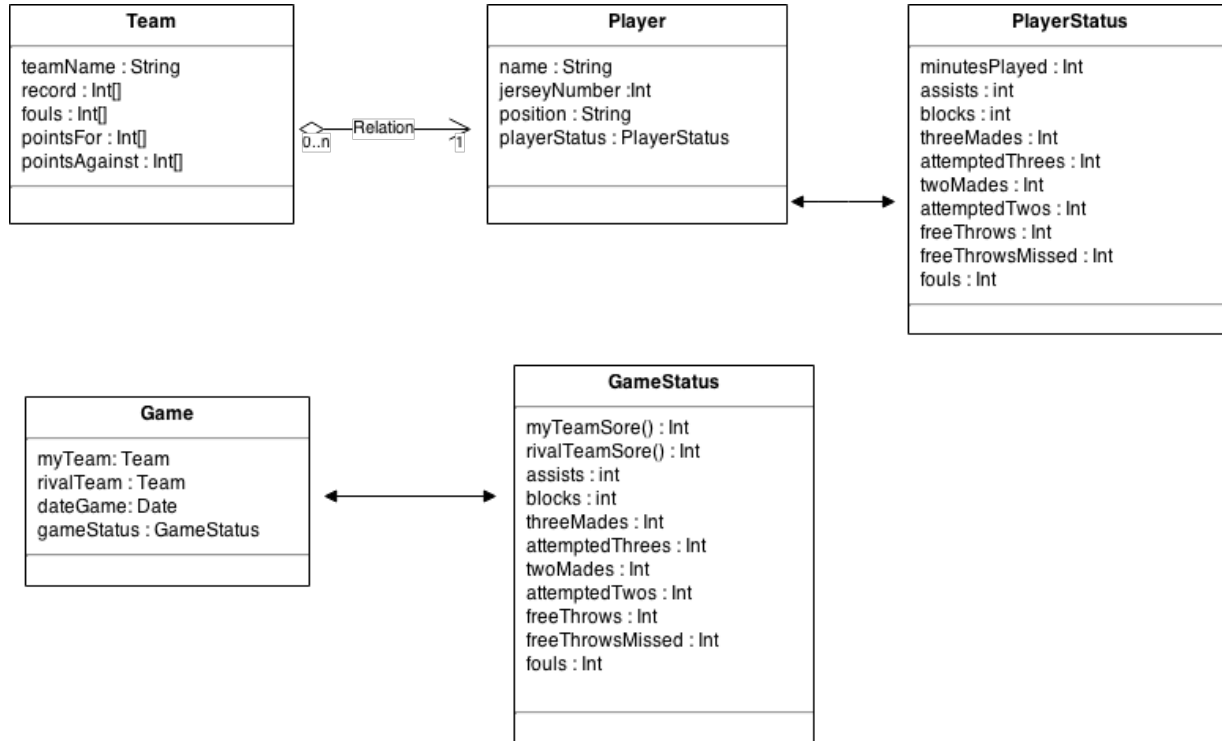 Team
teamName : String
record : Int[]
fouls : Int[]
pointsFor : Int[]
pointsAgainst : Int[]
0..n
Relation
1
Player
name : String
jerseyNumber :Int
position : String
playerStatus : PlayerStatus
PlayerStatus
minutesPlayed : Int
assists : int
blocks : int
threeMades : Int
attemptedThrees : Int
twoMades : Int
attemptedTwos : Int
freeThrows : Int
freeThrowsMissed : Int
fouls : Int
Game
myTeam: Team
rivalTeam : Team
dateGame: Date
gameStatus : GameStatus
GameStatus
myTeamSore() : Int
rivalTeamSore() : Int
assists : int
blocks : int
threeMades : Int
attemptedThrees : Int
twoMades : Int
attemptedTwos : Int
freeThrows : Int
freeThrowsMissed : Int
fouls : Int